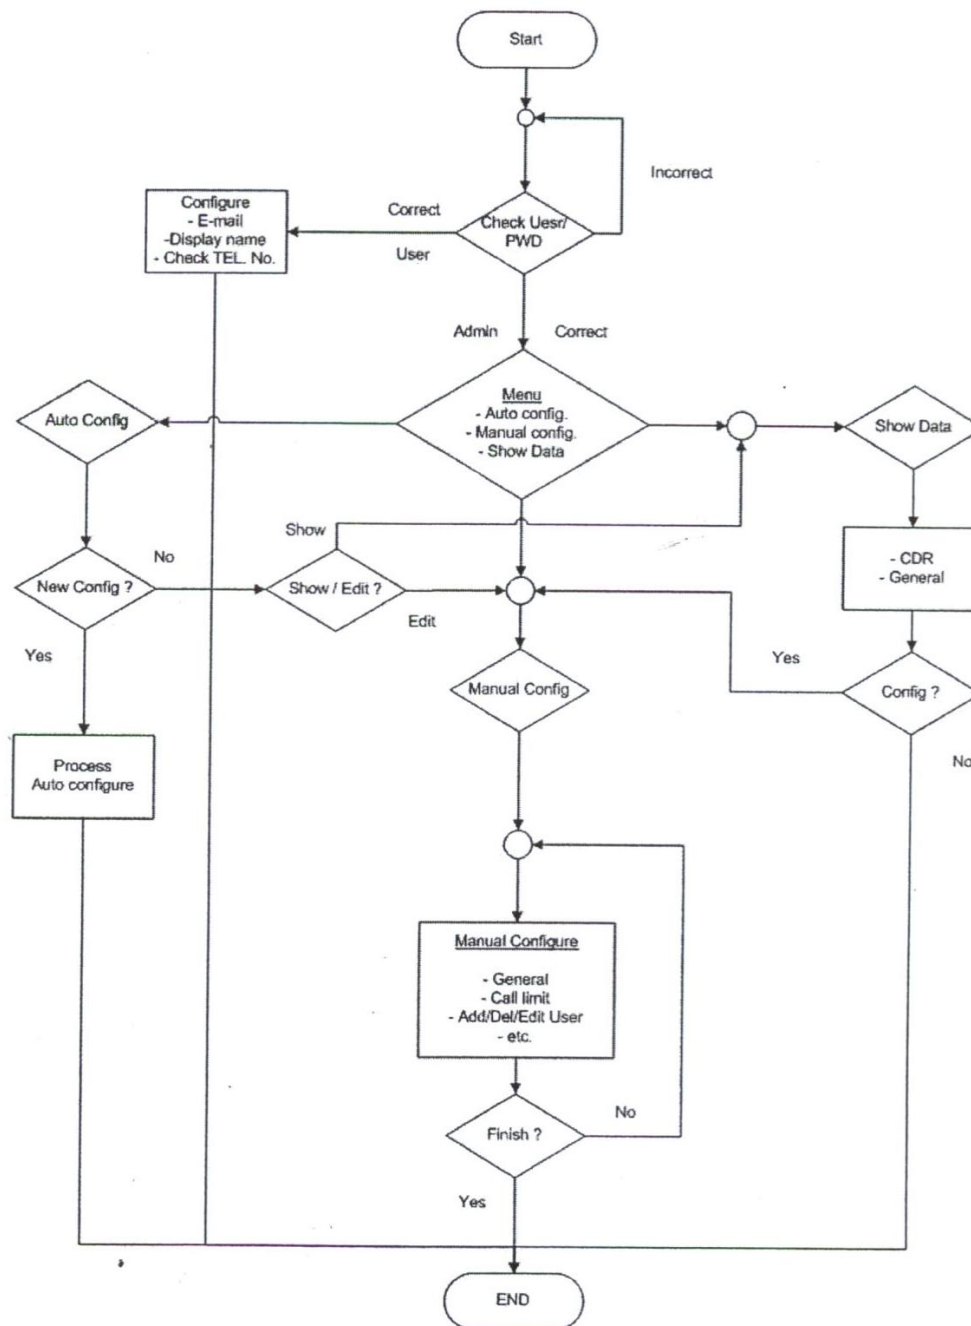 Start
Incorrect
Check Uesr/
PWD
Correct
User
Configure
- E-mail
-Display name
- Check TEL. No.
Admin
Correct
Menu
- Auto config.
- Manual config.
- Show Data
Auto Config
Show Data
Show
No
New Config ?
Show / Edit ?
Edit
- CDR
- General
Yes
Yes
Manual Config
Config ?
No
Process
Auto configure
Manual Configure
- General
- Call limit
- Add/Del/Edit User
- etc.
No
Finish ?
Yes
END